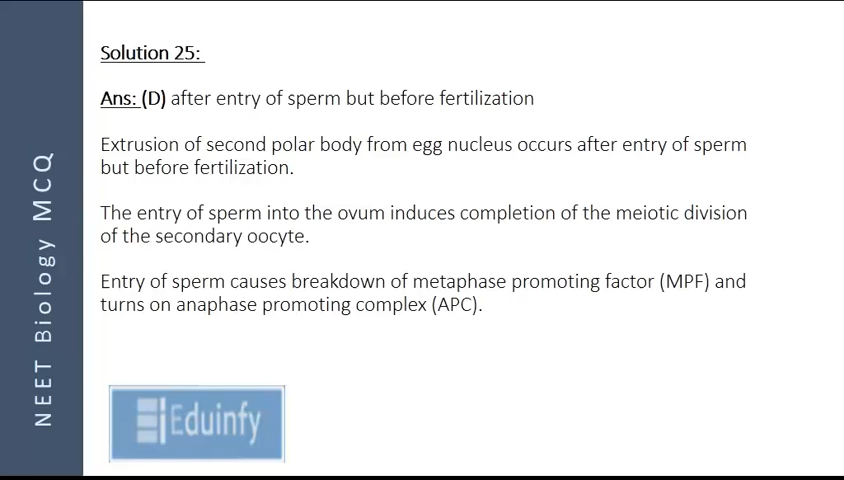 Solution 25:
Ans: (D) after entry of sperm but before fertilization
Extrusion of second polar body from egg nucleus occurs after entry of sperm
but before fertilization.
The entry of sperm into the ovum induces completion of the meiotic division
of the secondary oocyte.
Entry of sperm causes breakdown of metaphase promoting factor (MPF) and
turns on anaphase promoting complex (APC).
NEET Biology MCQ
Eduinfy